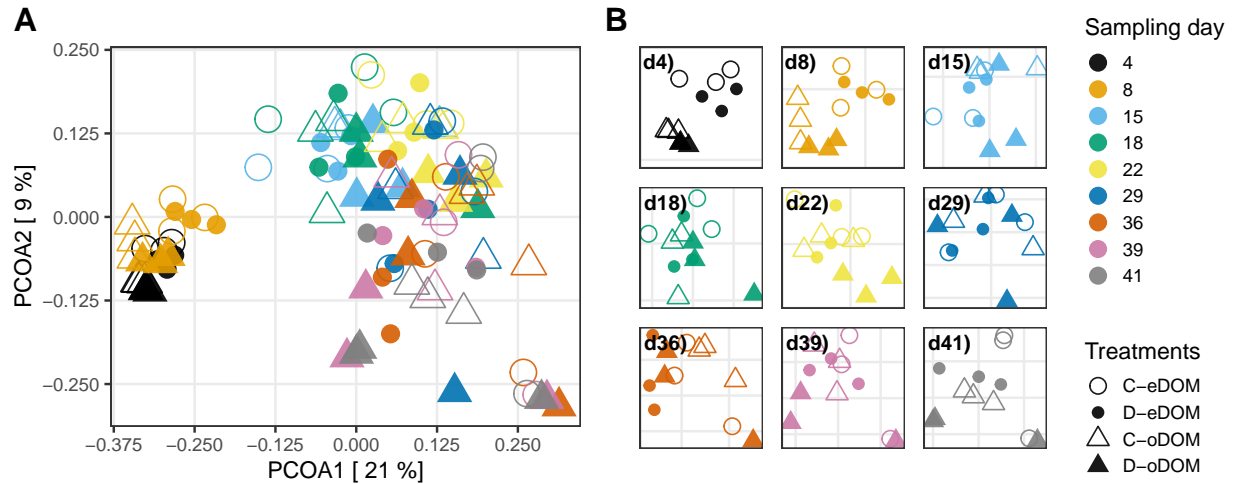 A
0.250
0.125
0.000
−0.125
−0.250
PCOA2 [ 9 %]
−0.375
−0.250
−0.125
0.000
0.125
0.250
PCOA1 [ 21 %]
B
d4)
d8)
d15)
d18)
d22)
d29)
d36)
d39)
d41)
Sampling day
4
8
15
18
22
29
36
39
41
Treatments
C−eDOM
D−eDOM
C−oDOM
D−oDOM